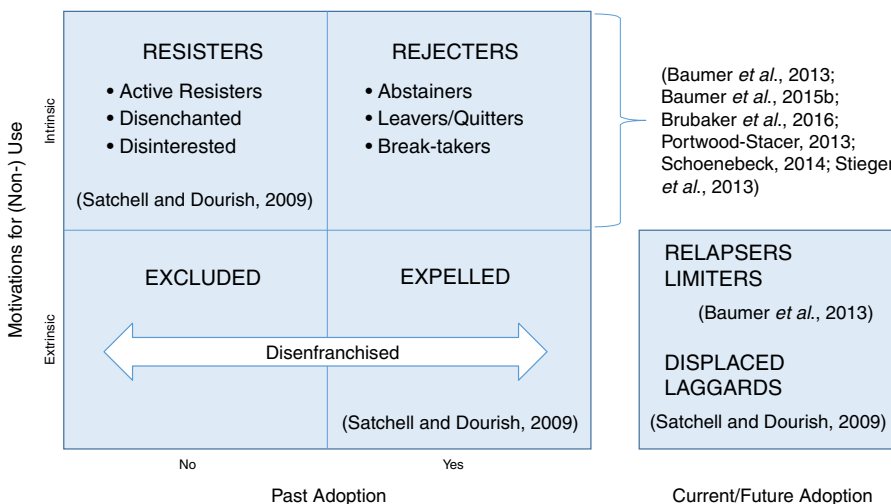 RESISTERS
• Active Resisters
• Disenchanted
• Disinterested
(Satchell and Dourish, 2009)
REJECTERS
• Abstainers
• Leavers/Quitters
• Break-takers
(Baumer et al., 2013;
Baumer et al., 2015b;
Brubaker et al., 2016;
Portwood-Stacer, 2013;
Schoenebeck, 2014; Stieger
et al., 2013)
Motivations for (Non-) Use
Intrinsic
Extrinsic
EXCLUDED
EXPELLED
Disenfranchised
(Satchell and Dourish, 2009)
RELAPSERS
LIMITERS
(Baumer et al., 2013)
DISPLACED
LAGGARDS
(Satchell and Dourish, 2009)
No
Yes
Past Adoption
Current/Future Adoption